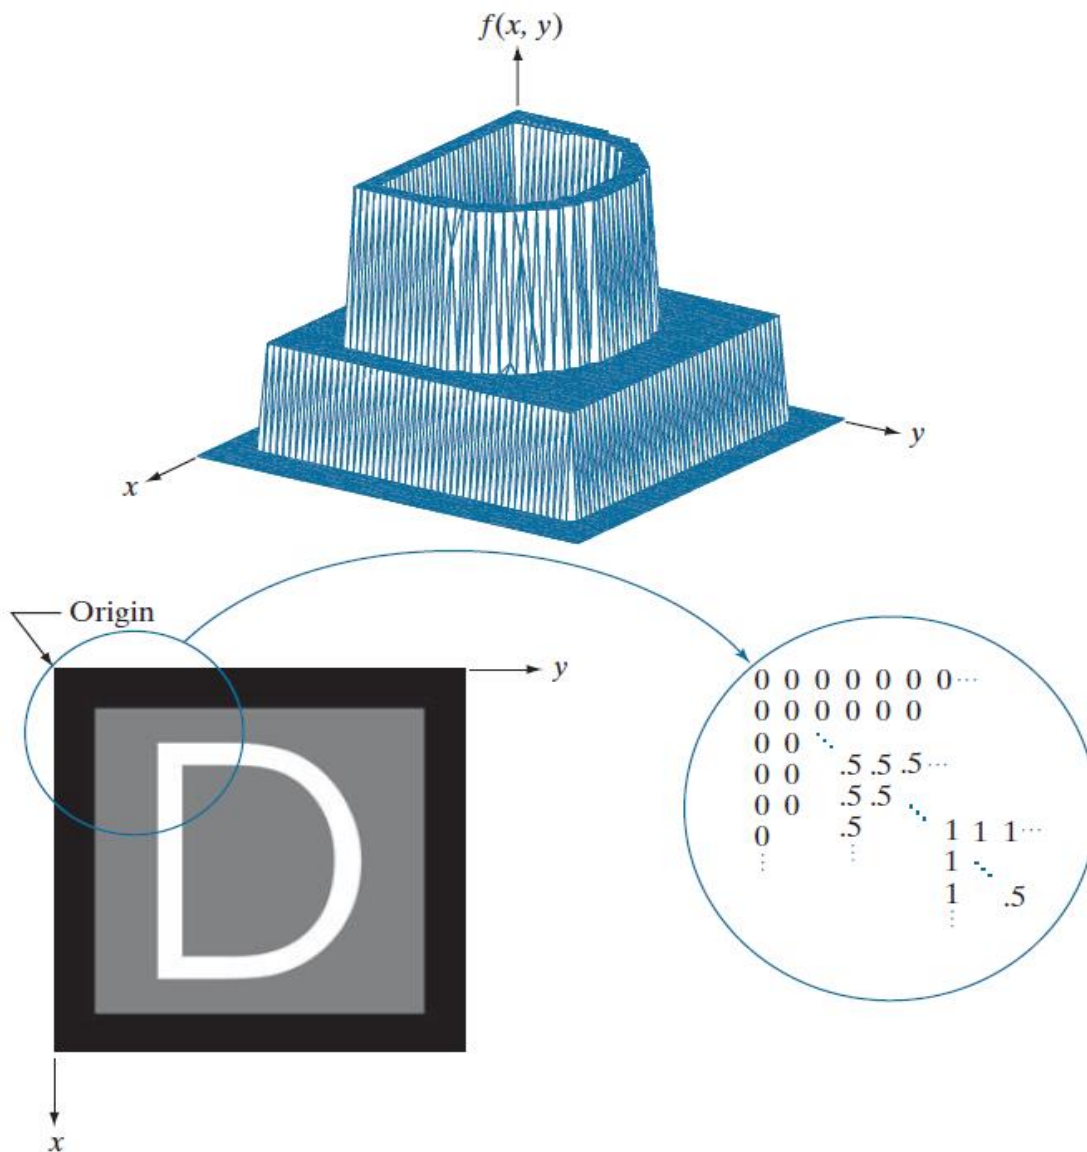 f(x, y)
y
x
Origin
y
0 0 0 0 0 0 0 ···
0 0 0 0 0 0
0 0 ⋱
.5 .5 .5 ···
0 0
.5 .5 ⋱
0 0
.5
1 1 1 ···
0
⋮
⋮
1 ⋱
1 .5
⋮
D
x